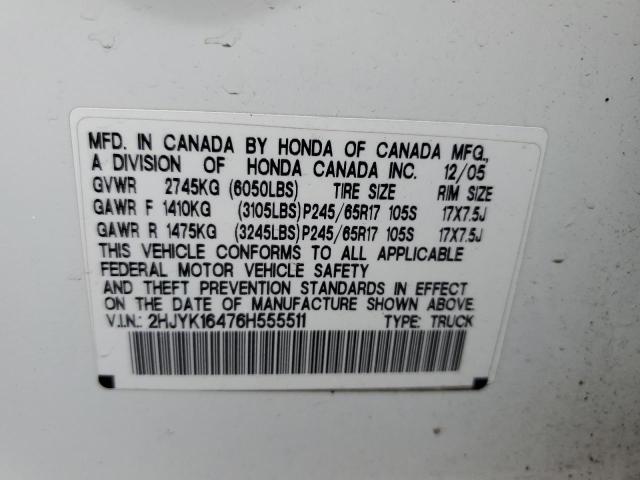 MFD. IN CANADA BY HONDA OF CANADA MFG.,
A DIVISION OF HONDA CANADA INC. 12/05
GVWR 2745KG (6050LBS) TIRE SIZE RIM SIZE
GAWR F 1410KG (3105LBS) P245/65R17 105S 17X7.5J
GAWR R 1475KG (3245LBS) P245/65R17 105S 17X7.5J
THIS VEHICLE CONFORMS TO ALL APPLICABLE
FEDERAL MOTOR VEHICLE SAFETY
AND THEFT PREVENTION STANDARDS IN EFFECT
ON THE DATE OF MANUFACTURE SHOWN ABOVE.
V.I.N.: 2HJYK16476H555511 TYPE: TRUCK